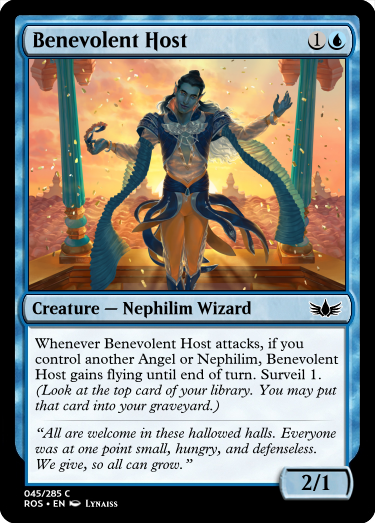 Benevolent Host 1
Creature — Nephilim Wizard
Whenever Benevolent Host attacks, if you
control another Angel or Nephilim, Benevolent
Host gains flying until end of turn. Surveil 1.
(Look at the top card of your library. You may put
that card into your graveyard.)
“All are welcome in these hallowed halls. Everyone
was at one point small, hungry, and defenseless.
We give, so all can grow.”
2/1
045/285 C
ROS • EN Lynaiss